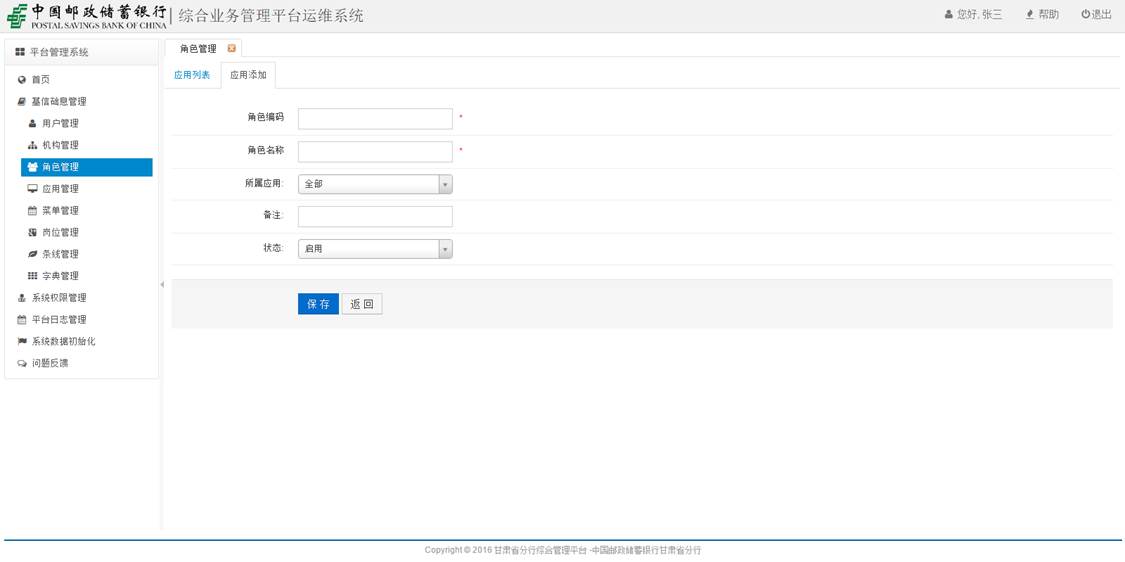 中国邮政储蓄银行
POSTAL SAVINGS BANK OF CHINA
综合业务管理平台运维系统
您好, 张三
帮助
退出
平台管理系统
首页
基信础息管理
用户管理
机构管理
角色管理
应用管理
菜单管理
岗位管理
条线管理
字典管理
系统权限管理
平台日志管理
系统数据初始化
问题反馈
角色管理
应用列表
应用添加
角色编码
*
角色名称
*
所属应用:
全部
备注:
状态:
启用
保 存
返 回
Copyright © 2016 甘肃省分行综合管理平台 -中国邮政储蓄银行甘肃省分行